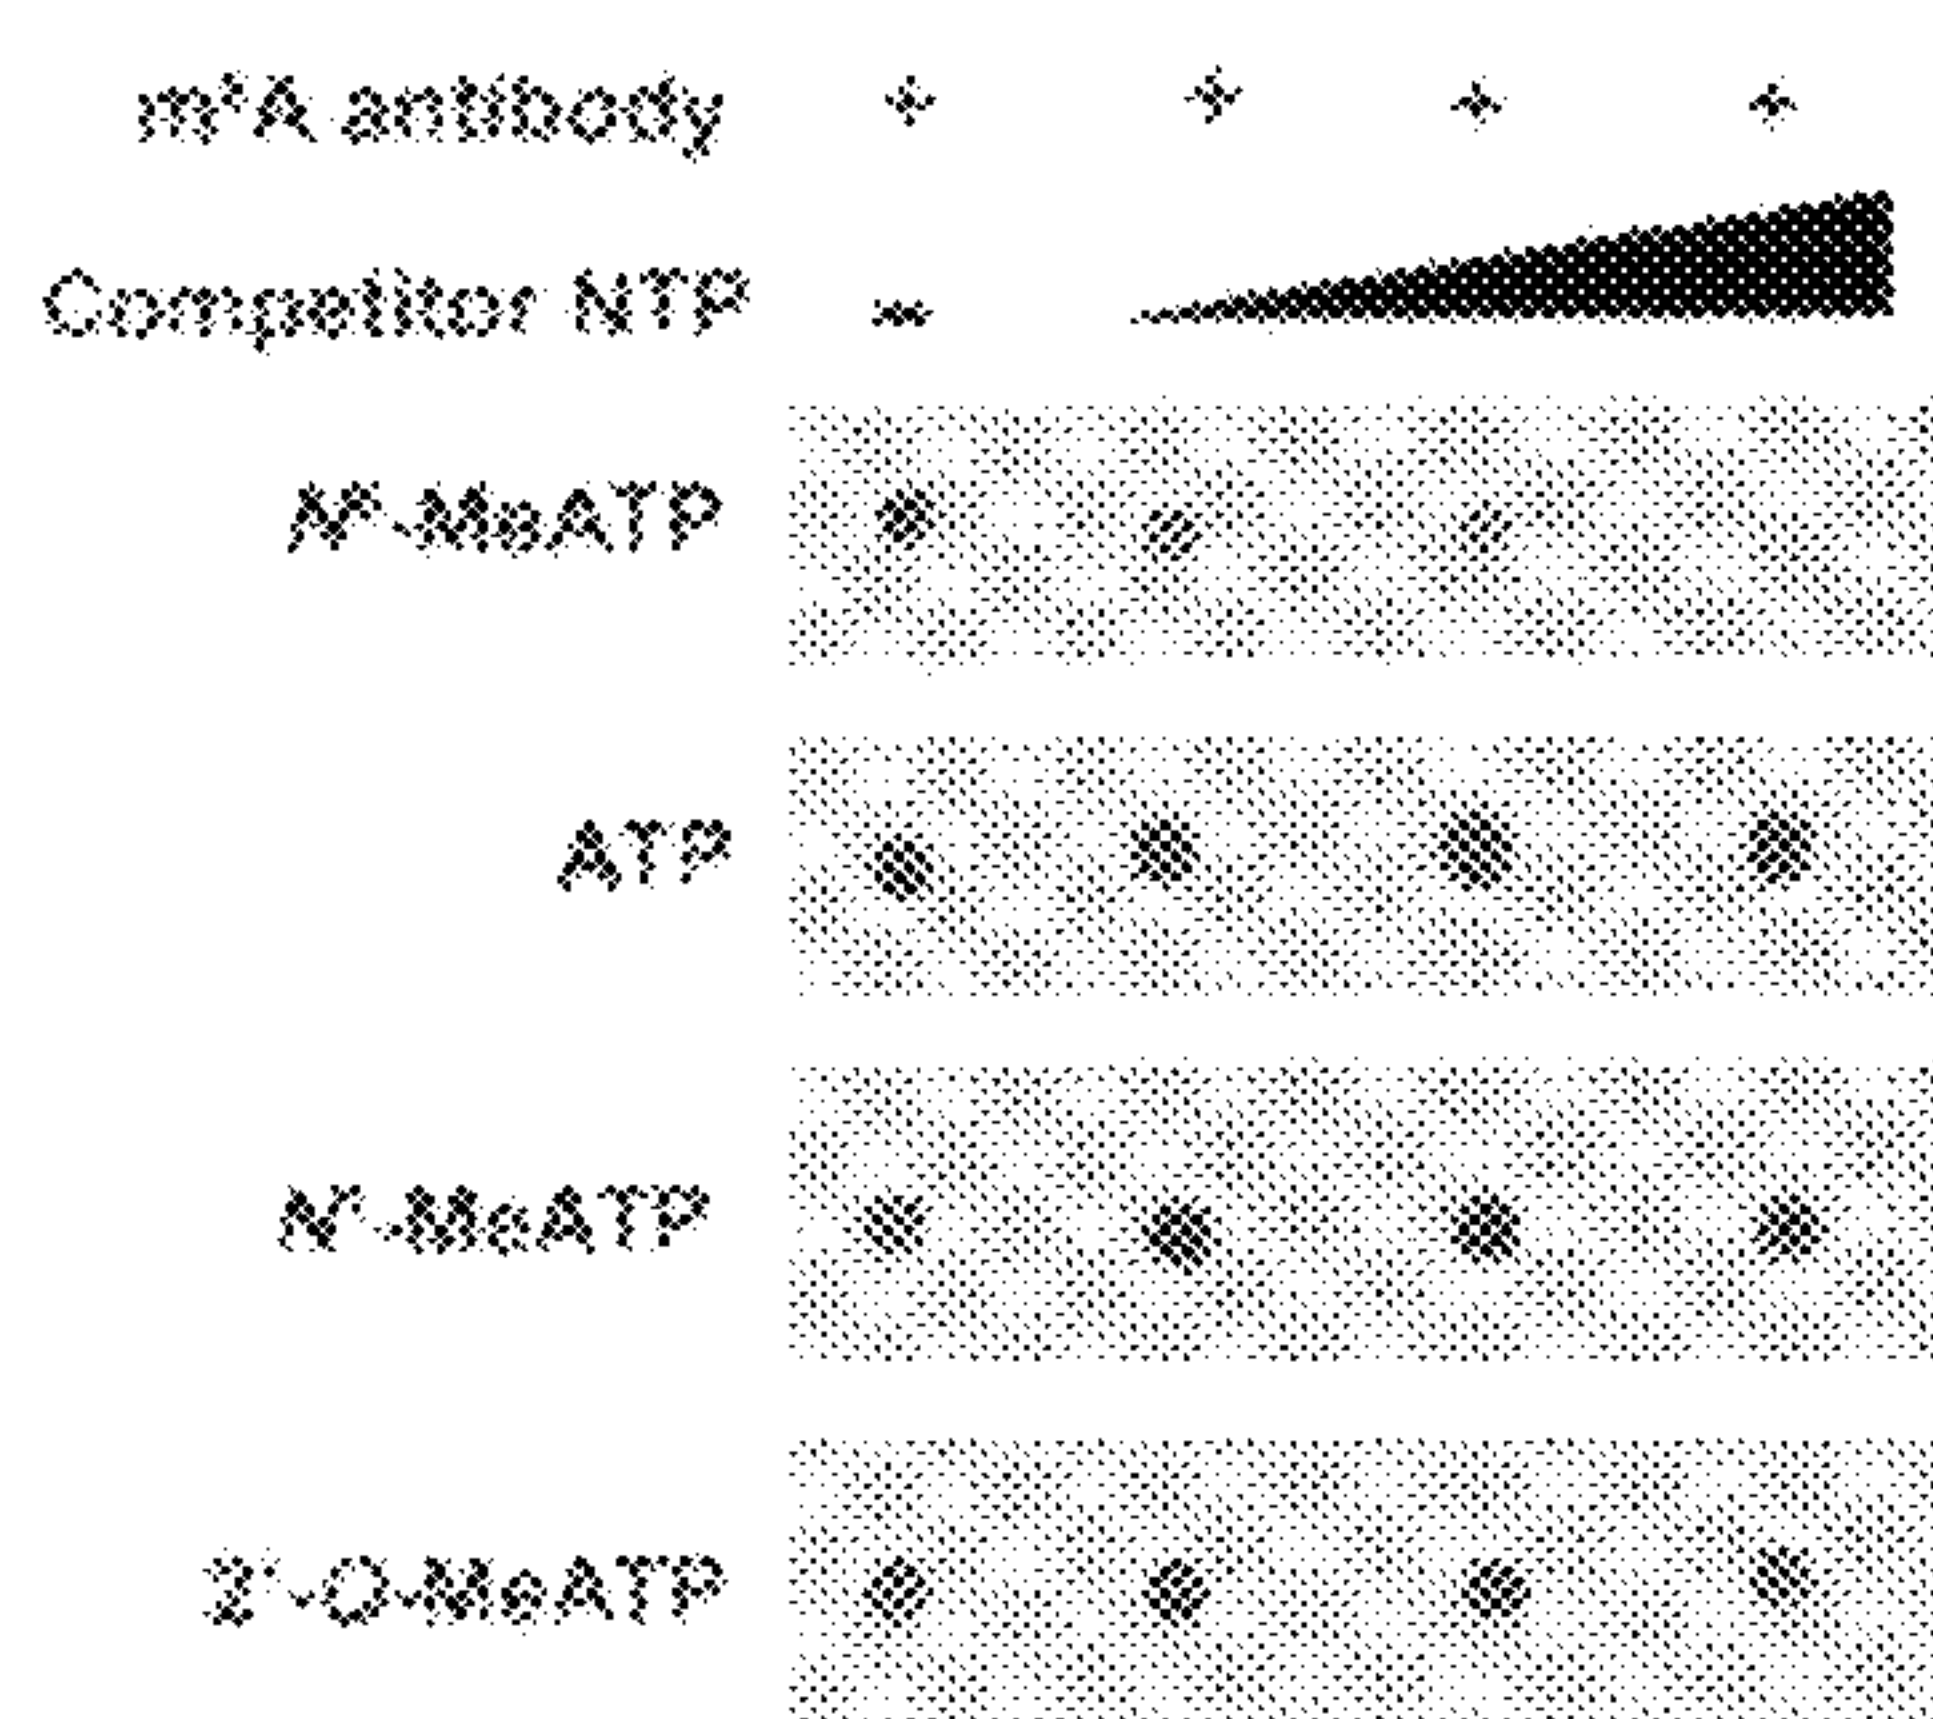 m⁶A antibody + + + +
Competitor NTP -
N⁶-MeATP
ATP
N¹-MeATP
2'-O-MeATP